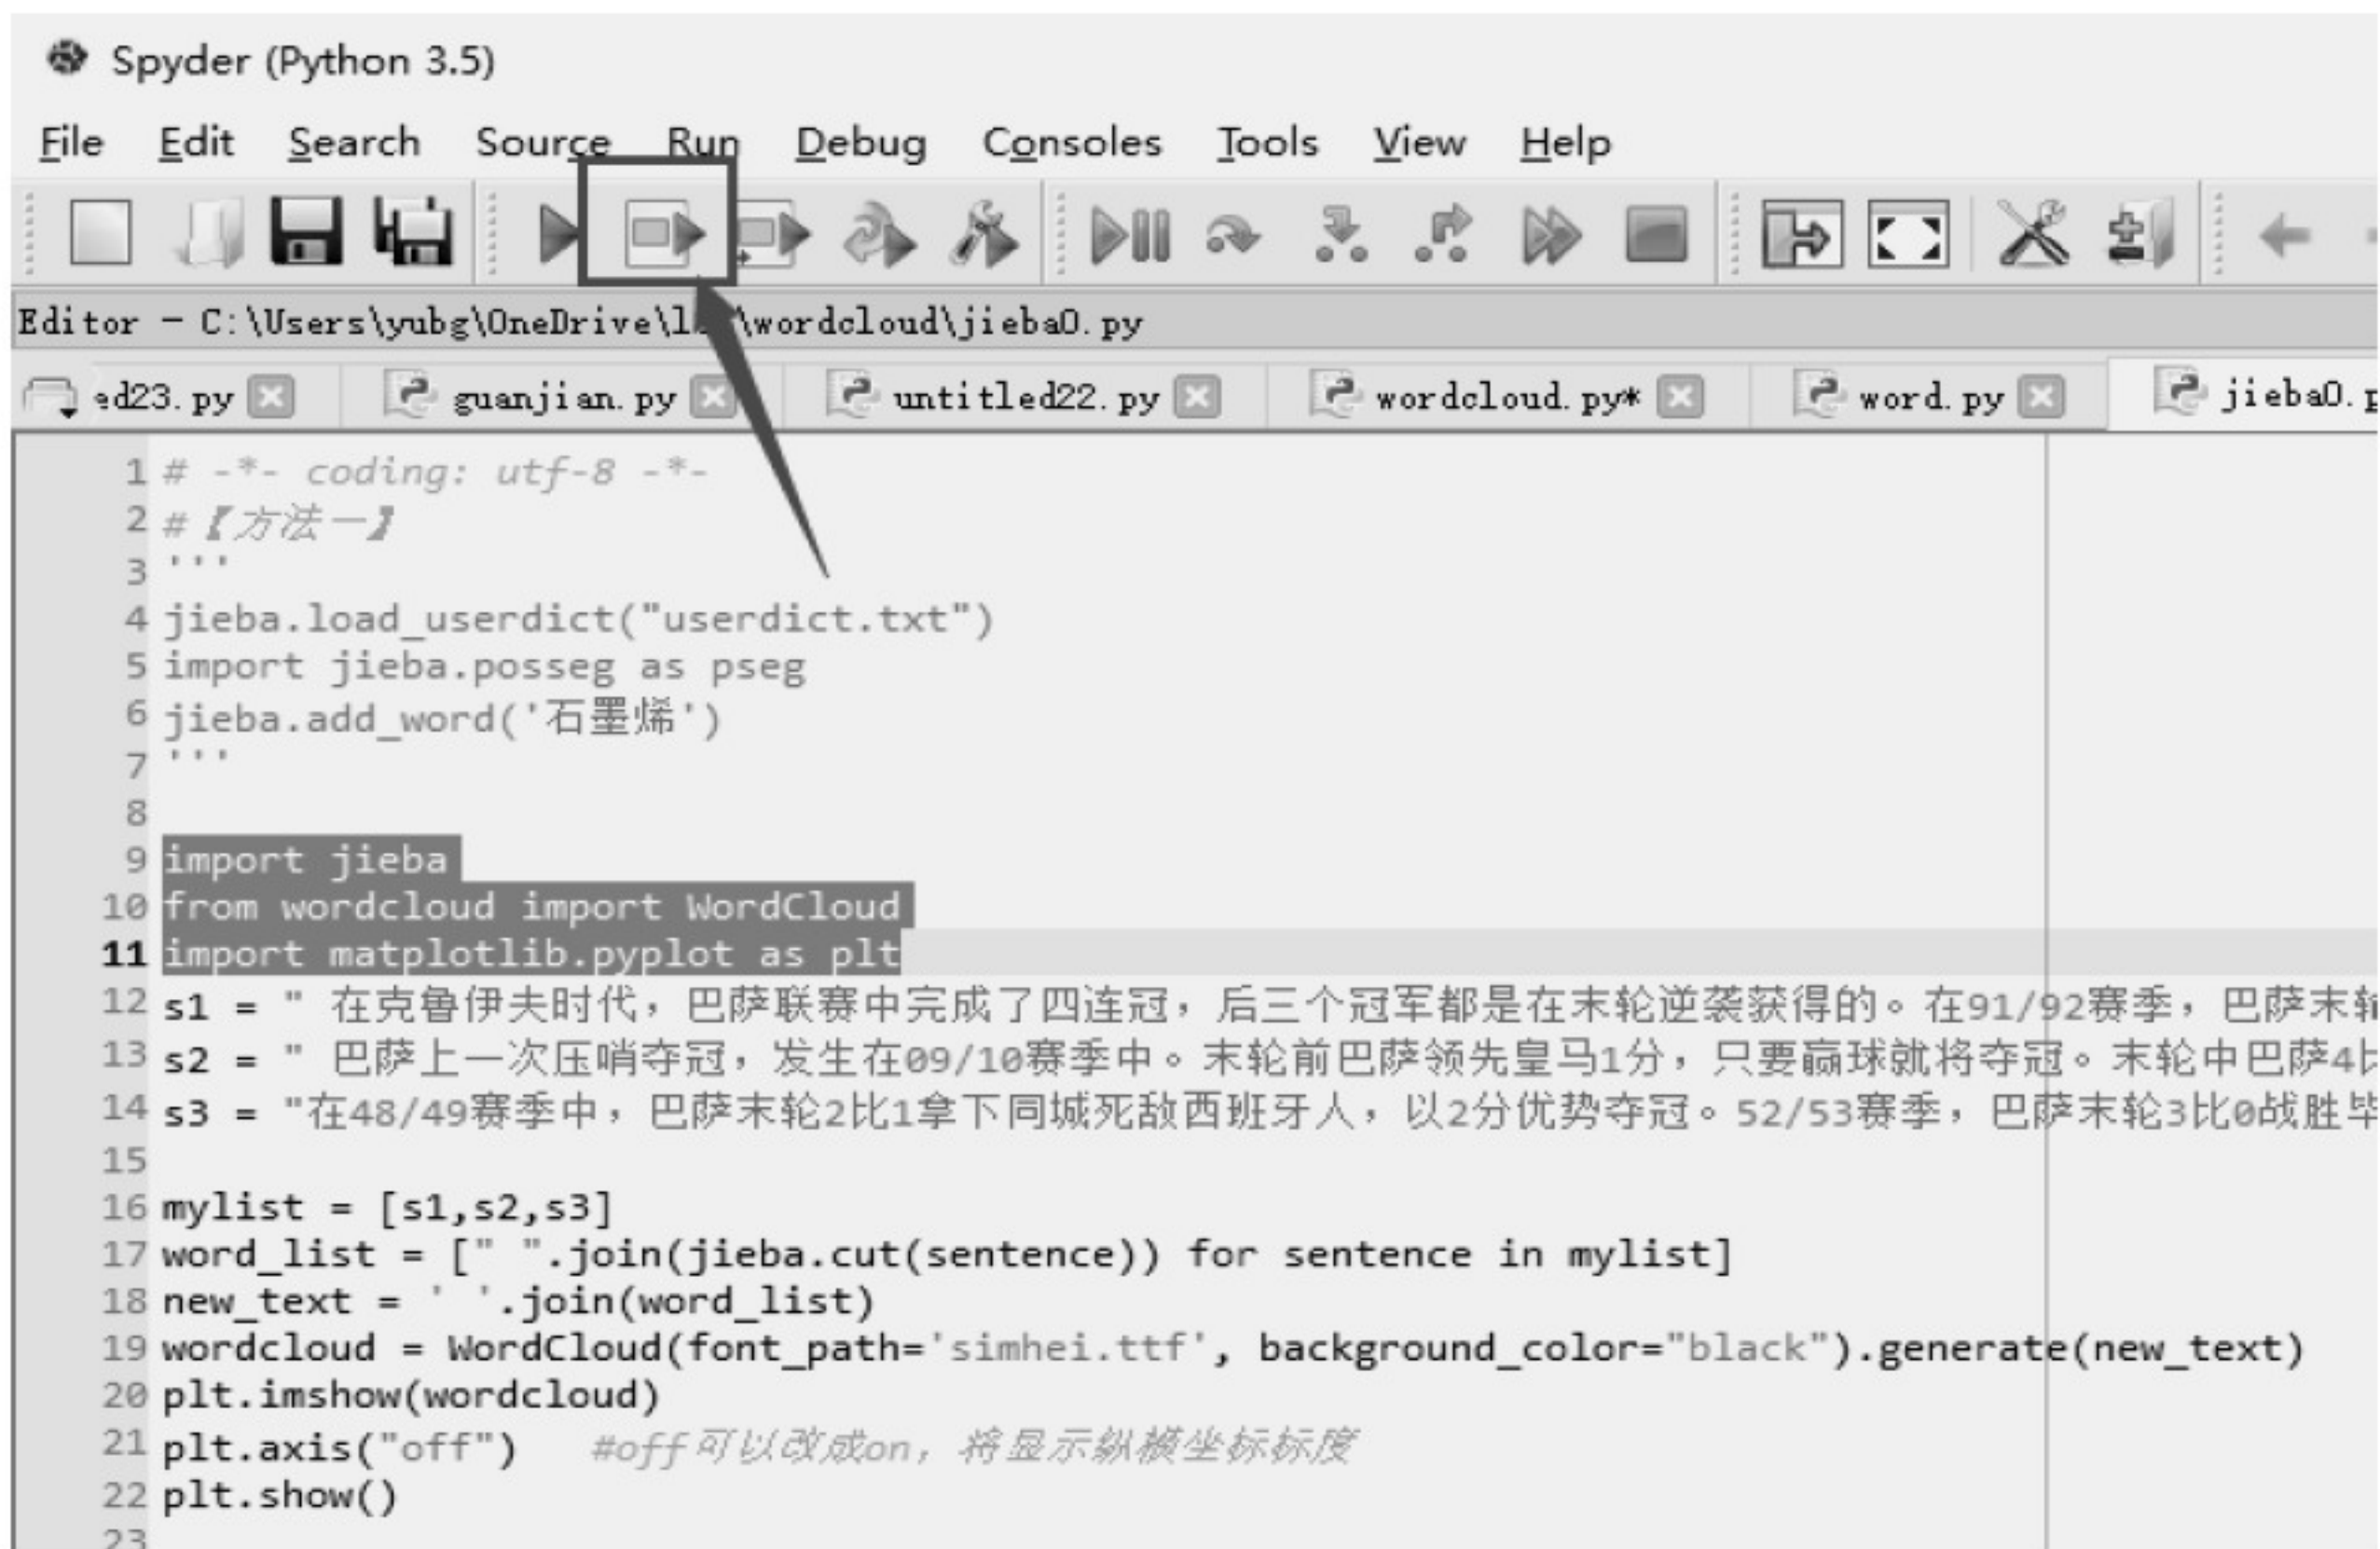 Spyder (Python 3.5)
File Edit Search Source Run Debug Consoles Tools View Help
Editor - C:\Users\yubg\OneDrive\ \wordcloud\jieba0.py
ed23.py guanjian.py untitled22.py wordcloud.py* word.py jieba0.p
1 # -*- coding: utf-8 -*-
2 #【方法一】
3 '''
4 jieba.load_userdict("userdict.txt")
5 import jieba.posseg as pseg
6 jieba.add_word('石墨烯')
7 '''
8
9 import jieba
10 from wordcloud import WordCloud
11 import matplotlib.pyplot as plt
12 s1 = " 在克鲁伊夫时代，巴萨联赛中完成了四连冠，后三个冠军都是在末轮逆袭获得的。在91/92赛季，巴萨末轮
13 s2 = " 巴萨上一次压哨夺冠，发生在09/10赛季中。末轮前巴萨领先皇马1分，只要赢球就将夺冠。末轮中巴萨4比
14 s3 = "在48/49赛季中，巴萨末轮2比1拿下同城死敌西班牙人，以2分优势夺冠。52/53赛季，巴萨末轮3比0战胜毕
15
16 mylist = [s1,s2,s3]
17 word_list = [" ".join(jieba.cut(sentence)) for sentence in mylist]
18 new_text = ' '.join(word_list)
19 wordcloud = WordCloud(font_path='simhei.ttf', background_color="black").generate(new_text)
20 plt.imshow(wordcloud)
21 plt.axis("off") #off可以改成on，将显示纵横坐标标度
22 plt.show()
23